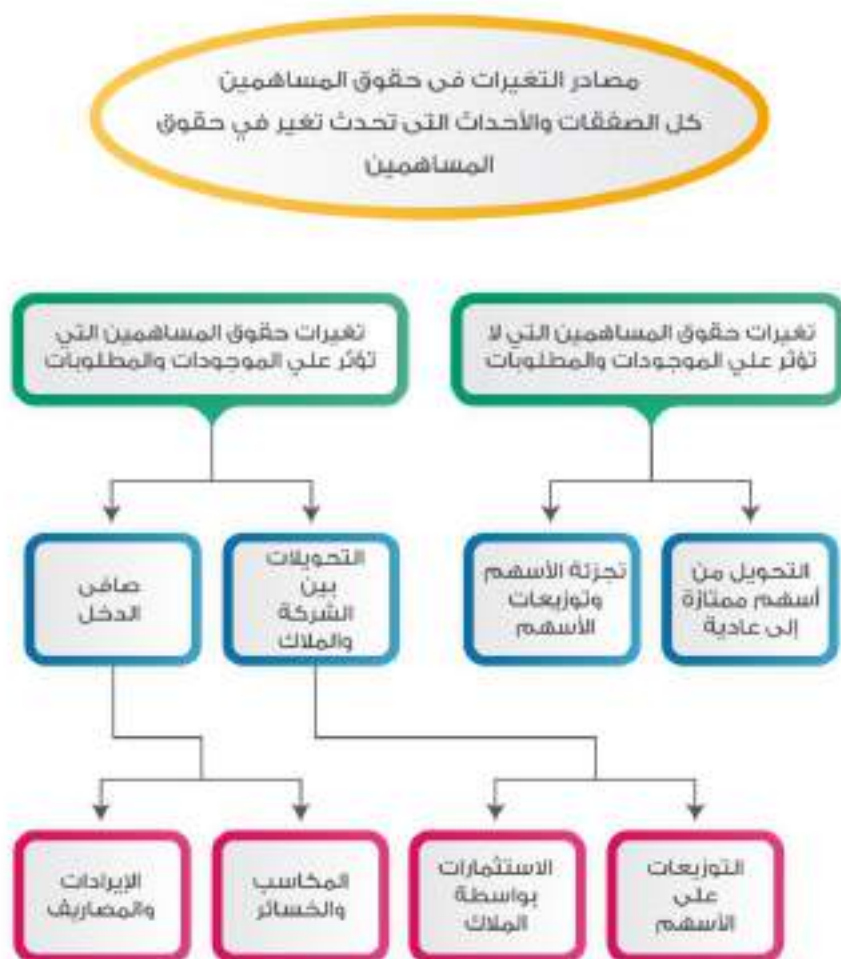 مصادر التغيرات فى حقوق المساهمين
كل الصفقات والأحداث التى تحدث تغير في حقوق
المساهمين
تغيرات حقوق المساهمين التي لا
تؤثر علي الموجودات والمطلوبات
تغيرات حقوق المساهمين التي
تؤثر علي الموجودات والمطلوبات
التحويل من
أسهم ممتازة
إلى عادية
تجزئة الأسهم
وتوزيعات
الأسهم
التحويلات
بين
الشركة
والملاك
صافى
الدخل
التوزيعات
على
الأسهم
الاستثمارات
بواسطة
الملاك
المكاسب
والخسائر
الإيرادات
والمصاريف